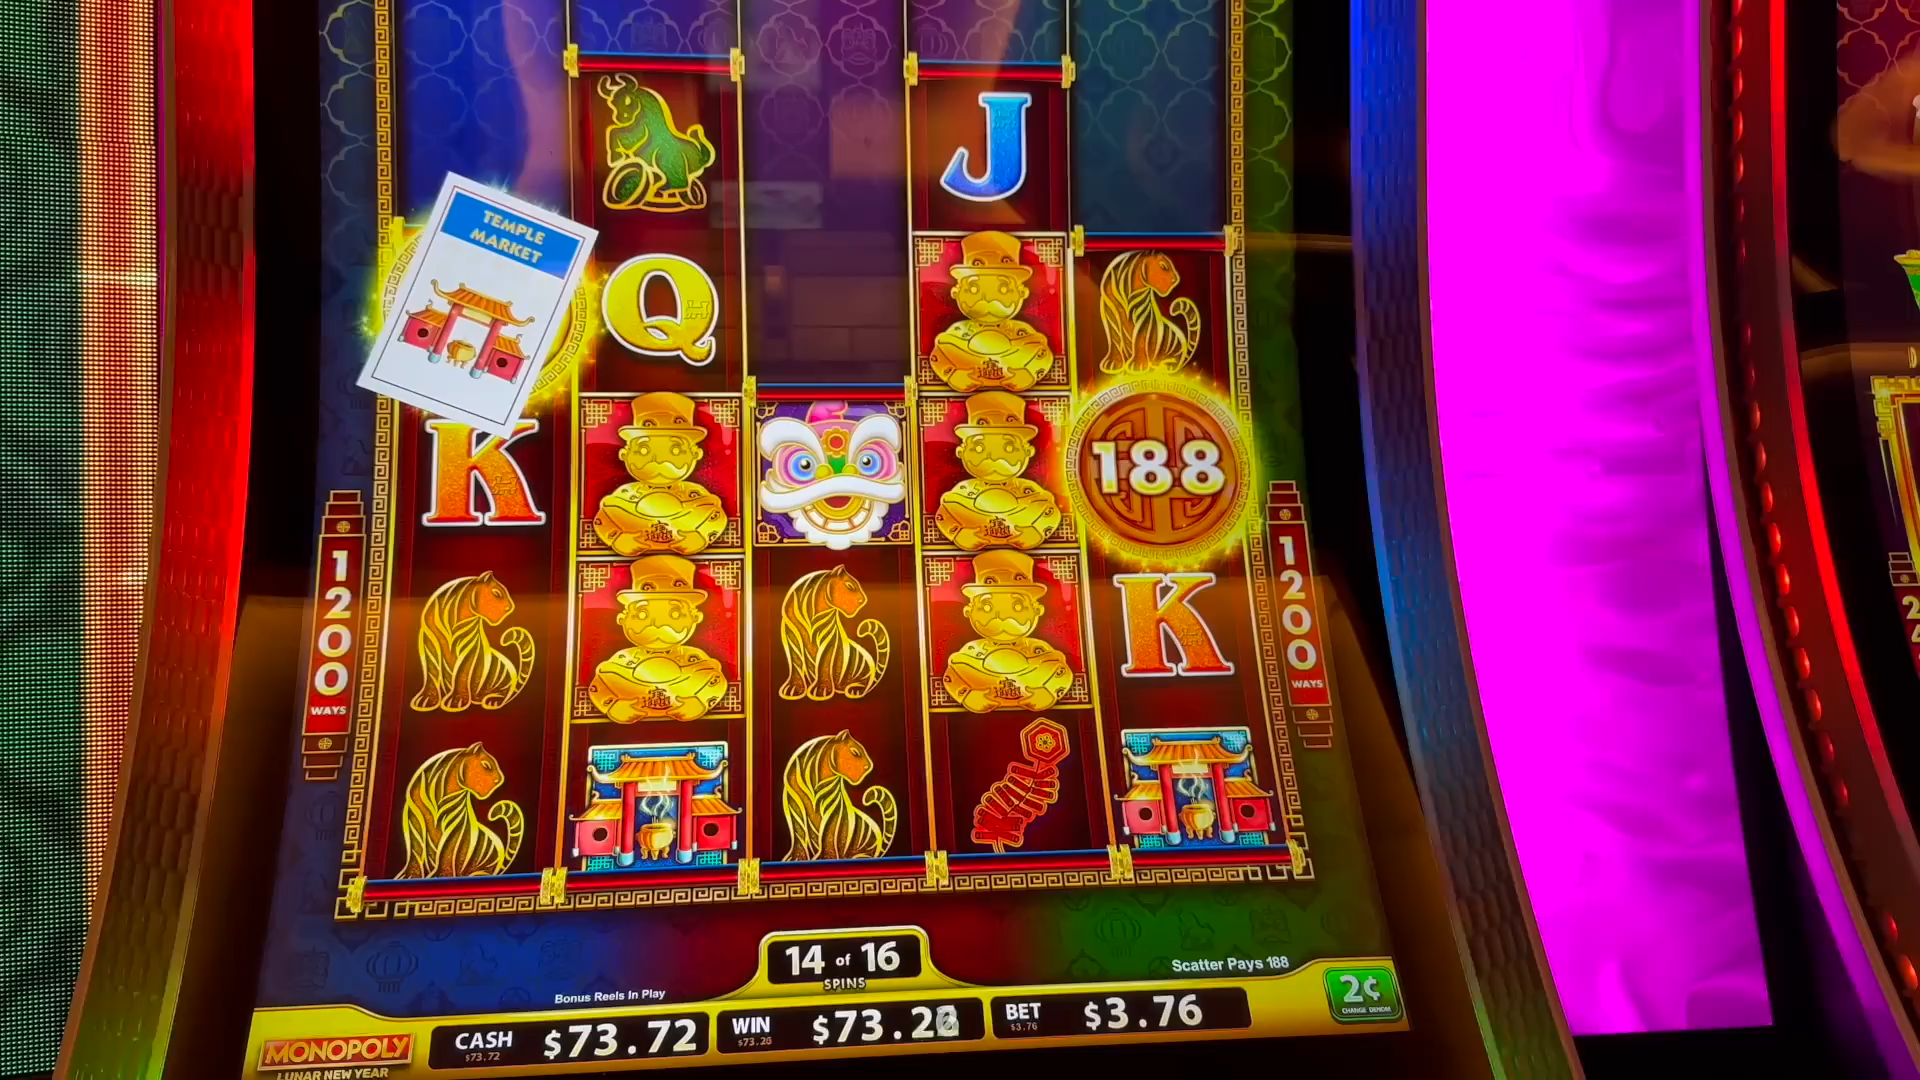 J
TEMPLE
MARKET
Q
K
188
K
1200
WAYS
1200
WAYS
14 of 16
SPINS
Scatter Pays 188
Bonus Reels In Play
MONOPOLY
LUNAR NEW YEAR
CASH
$73.72
$73.72
WIN
$73.26
BET
$3.76
$3.76
2¢
CHANGE DENOM